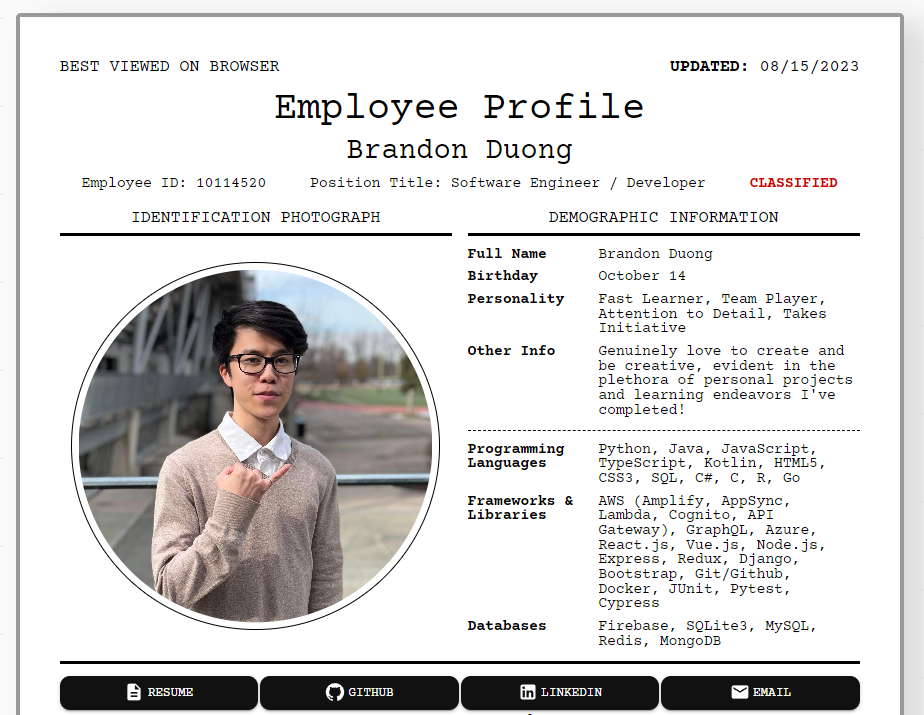 BEST VIEWED ON BROWSER
UPDATED: 08/15/2023
Employee Profile
Brandon Duong
Employee ID: 10114520
Position Title: Software Engineer / Developer
CLASSIFIED
IDENTIFICATION PHOTOGRAPH
DEMOGRAPHIC INFORMATION
Full Name
Brandon Duong
Birthday
October 14
Personality
Fast Learner, Team Player,
Attention to Detail, Takes
Initiative
Other Info
Genuinely love to create and
be creative, evident in the
plethora of personal projects
and learning endeavors I've
completed!
Programming
Languages
Python, Java, JavaScript,
TypeScript, Kotlin, HTML5,
CSS3, SQL, C#, C, R, Go
Frameworks &
Libraries
AWS (Amplify, AppSync,
Lambda, Cognito, API
Gateway), GraphQL, Azure,
React.js, Vue.js, Node.js,
Express, Redux, Django,
Bootstrap, Git/Github,
Docker, JUnit, Pytest,
Cypress
Databases
Firebase, SQLite3, MySQL,
Redis, MongoDB
RESUME
GITHUB
LINKEDIN
EMAIL